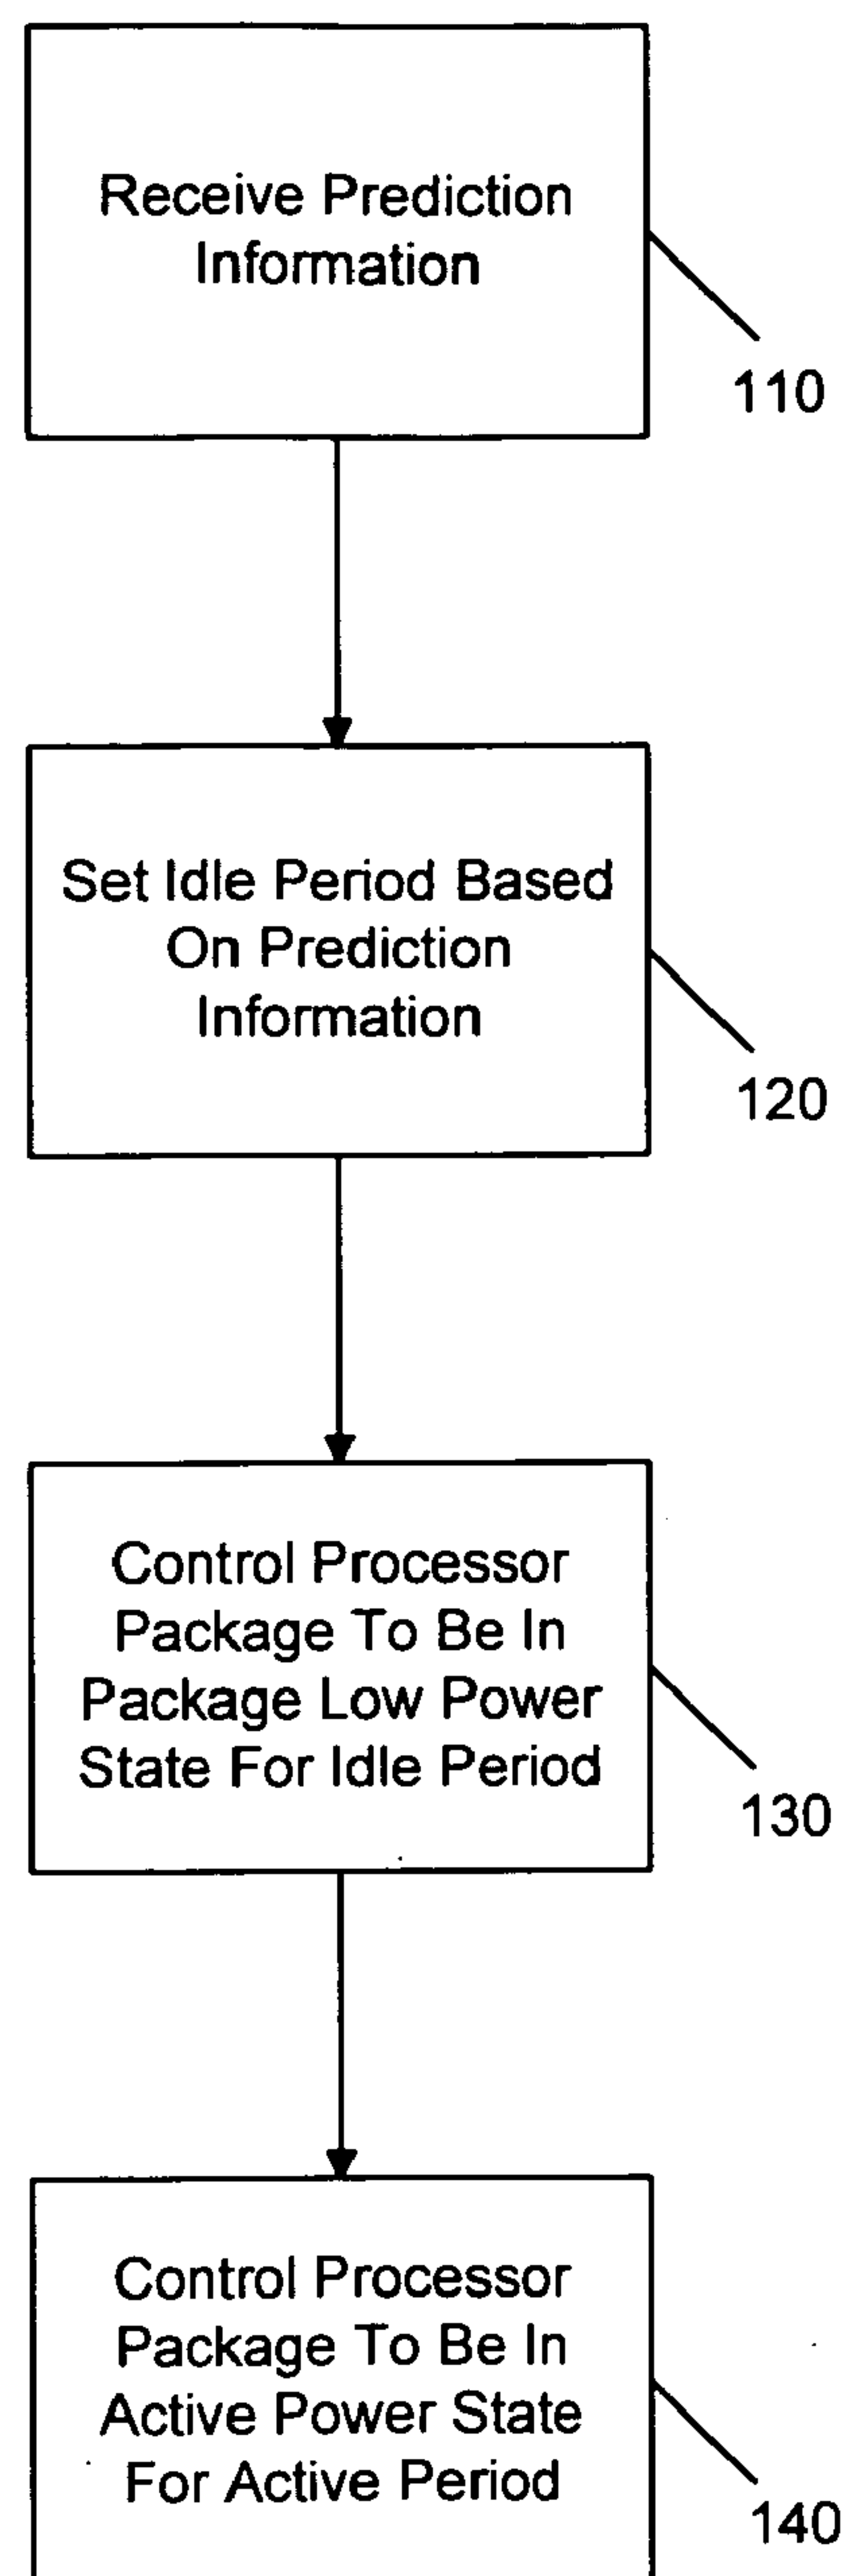 Receive Prediction
Information
110
Set Idle Period Based
On Prediction
Information
120
Control Processor
Package To Be In
Package Low Power
State For Idle Period
130
Control Processor
Package To Be In
Active Power State
For Active Period
140